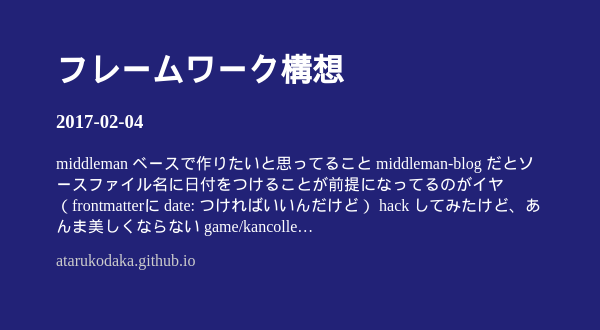 フレームワーク構想
2017-02-04
middleman ベースで作りたいと思ってること middleman-blog だとソ
ースファイル名に日付をつけることが前提になってるのがイヤ
（ frontmatterに date: つければいいんだけど） hack してみたけど、あ
んま美しくならない game/kancolle…
atarukodaka.github.io